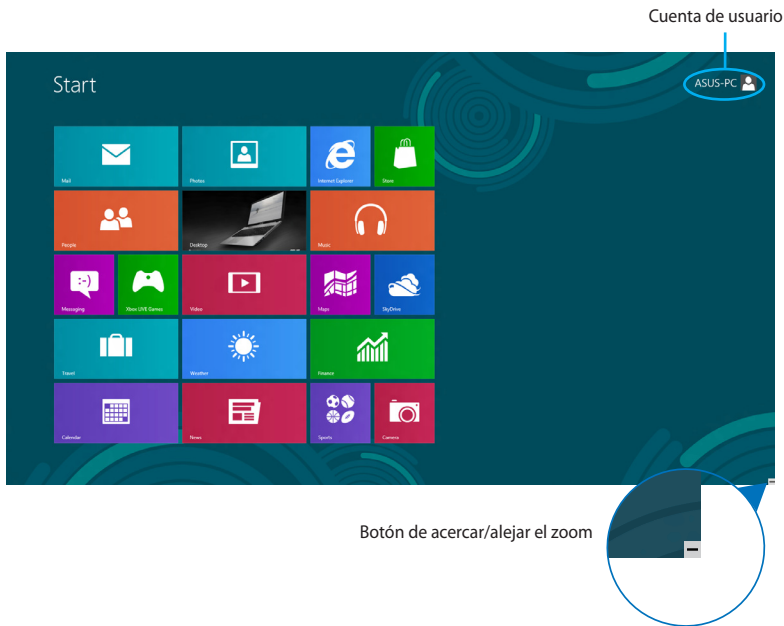 Cuenta de usuario
Start
ASUS-PC
Mail
Photos
Internet Explorer
Store
People
Desktop
Music
Messaging
Xbox LIVE Games
Video
Maps
SkyDrive
Travel
Weather
Finance
Calendar
News
Sports
Camera
Botón de acercar/alejar el zoom